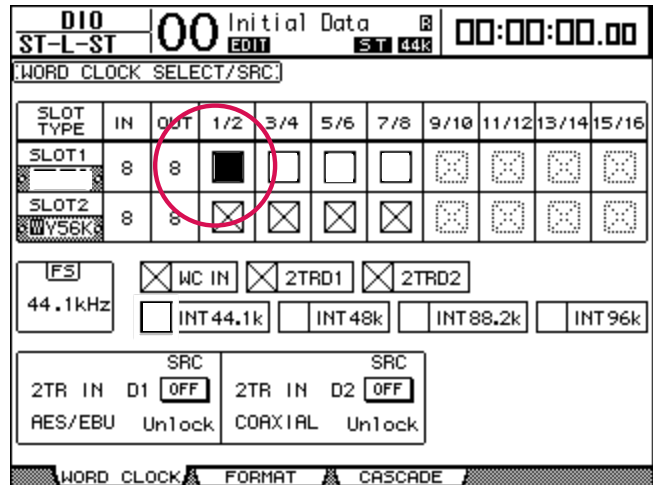 DIO
ST-L-ST
00 Initial Data R
EDIT ST 44k
00:00:00.00
WORD CLOCK SELECT/SRC
SLOT TYPE IN OUT 1/2 3/4 5/6 7/8 9/10 11/12 13/14 15/16
SLOT1 8 8
SLOT2 8 8
WY56K
FS
44.1kHz
WC IN 2TRD1 2TRD2
INT44.1k INT48k INT88.2k INT96k
SRC SRC
2TR IN D1 OFF 2TR IN D2 OFF
AES/EBU Unlock COAXIAL Unlock
WORD CLOCK FORMAT CASCADE